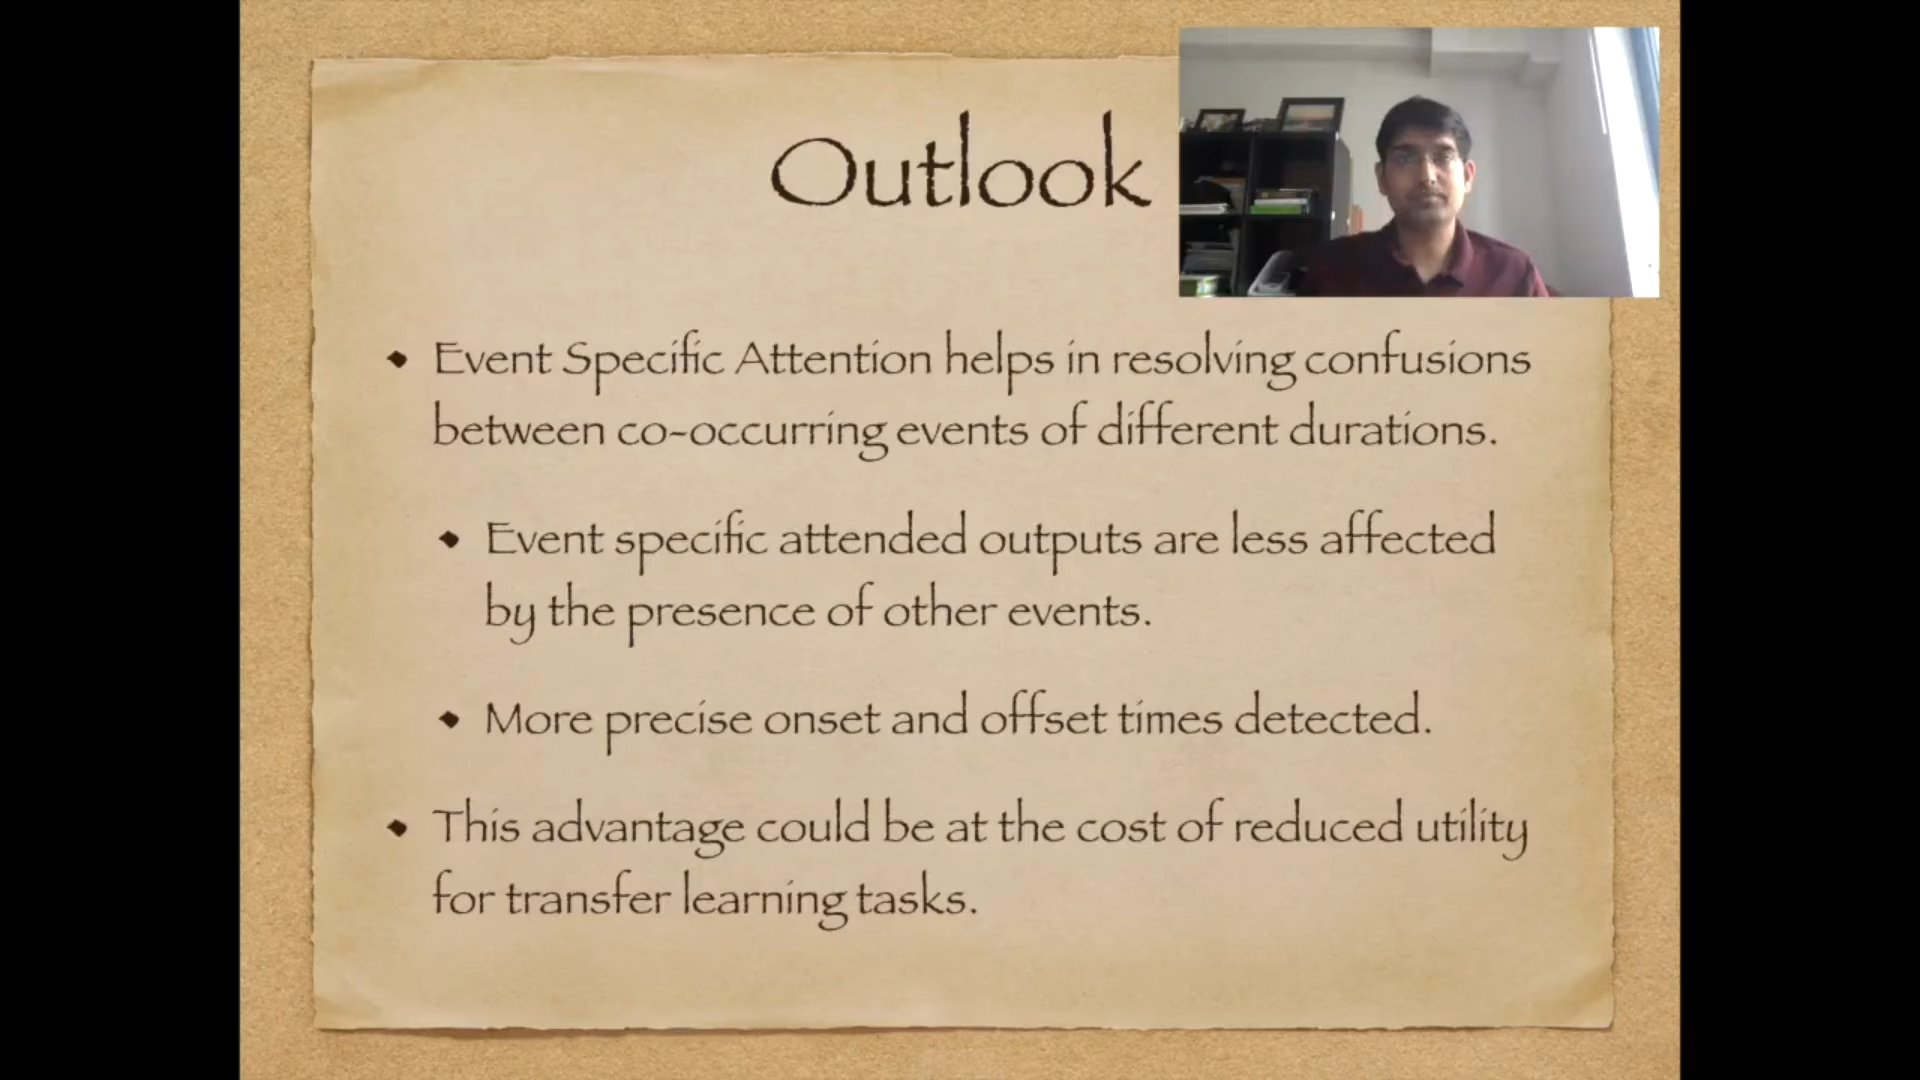 Outlook
Event Specific Attention helps in resolving confusions
between co-occurring events of different durations.
Event specific attended outputs are less affected
by the presence of other events.
More precise onset and offset times detected.
This advantage could be at the cost of reduced utility
for transfer learning tasks.